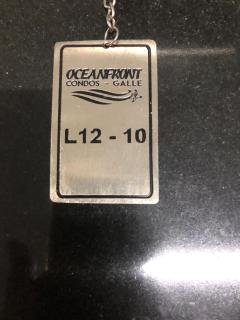 OCEANFRONT
CONDOS - GALLE
L12 - 10